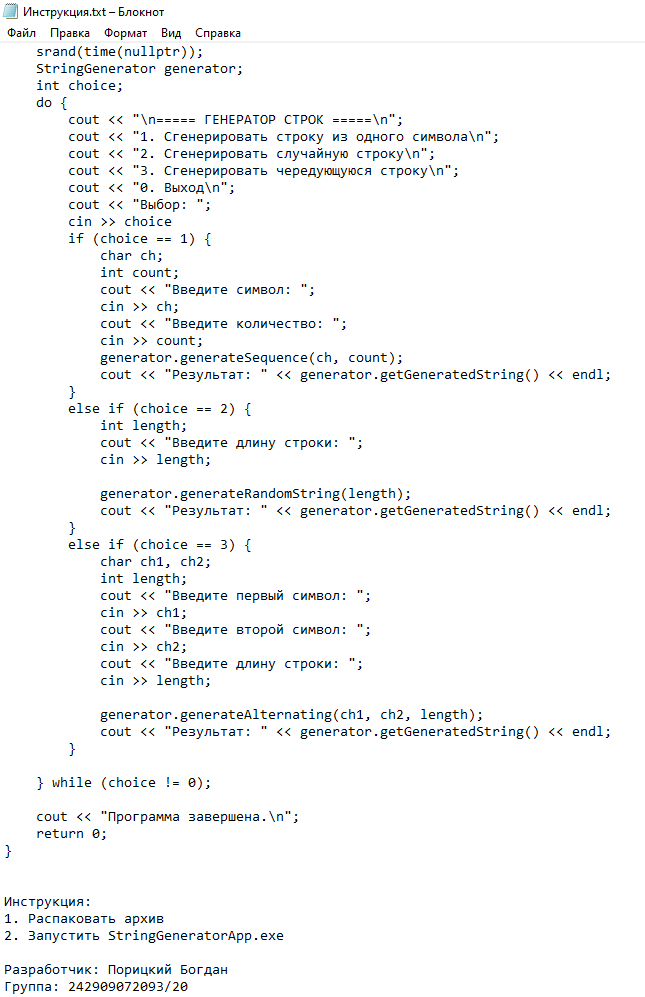 Инструкция.txt – Блокнот
Файл Правка Формат Вид Справка
    srand(time(nullptr));
    StringGenerator generator;
    int choice;
    do {
        cout << "\n===== ГЕНЕРАТОР СТРОК =====\n";
        cout << "1. Сгенерировать строку из одного символа\n";
        cout << "2. Сгенерировать случайную строку\n";
        cout << "3. Сгенерировать чередующуюся строку\n";
        cout << "0. Выход\n";
        cout << "Выбор: ";
        cin >> choice
        if (choice == 1) {
            char ch;
            int count;
            cout << "Введите символ: ";
            cin >> ch;
            cout << "Введите количество: ";
            cin >> count;
            generator.generateSequence(ch, count);
            cout << "Результат: " << generator.getGeneratedString() << endl;
        }
        else if (choice == 2) {
            int length;
            cout << "Введите длину строки: ";
            cin >> length;

            generator.generateRandomString(length);
            cout << "Результат: " << generator.getGeneratedString() << endl;
        }
        else if (choice == 3) {
            char ch1, ch2;
            int length;
            cout << "Введите первый символ: ";
            cin >> ch1;
            cout << "Введите второй символ: ";
            cin >> ch2;
            cout << "Введите длину строки: ";
            cin >> length;

            generator.generateAlternating(ch1, ch2, length);
            cout << "Результат: " << generator.getGeneratedString() << endl;
        }

    } while (choice != 0);

    cout << "Программа завершена.\n";
    return 0;
}

Инструкция:
1. Распаковать архив
2. Запустить StringGeneratorApp.exe

Разработчик: Порицкий Богдан
Группа: 242909072093/20